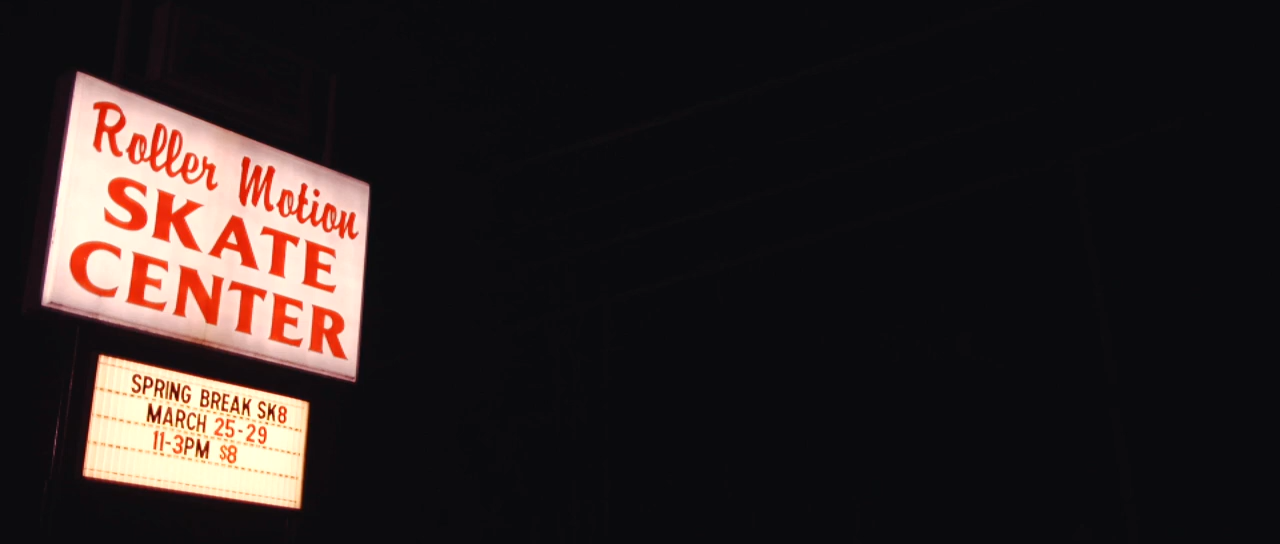 Roller Motion
SKATE
CENTER
SPRING BREAK SK8
MARCH 25-29
11-3PM $8